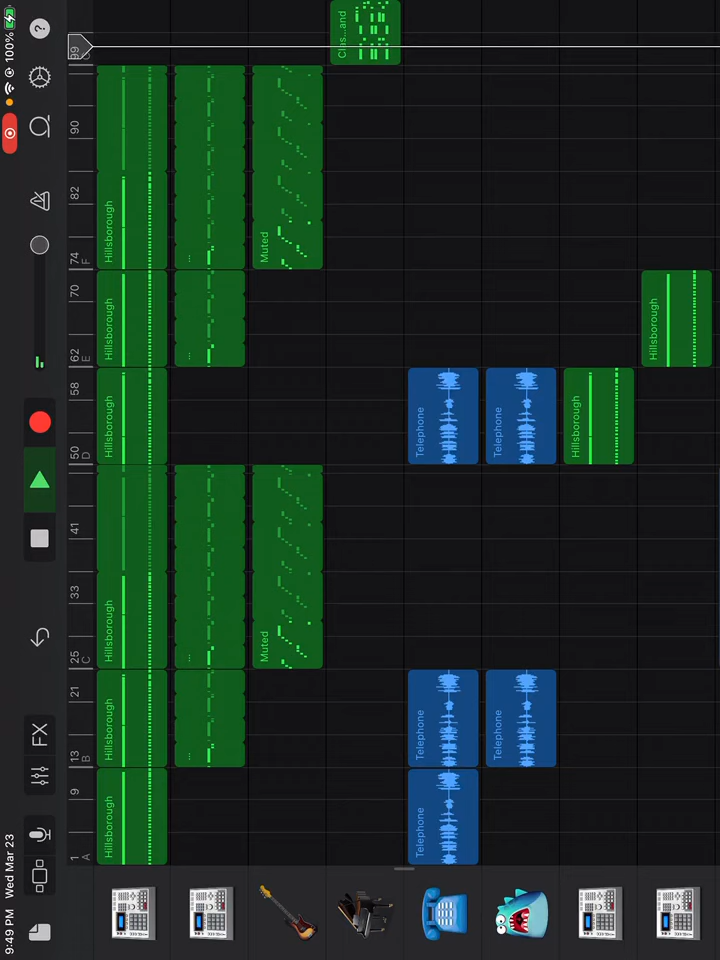 9:49 PM Wed Mar 23
100%
FX
?
1 9 13 21 25 33 41 50 58 62 70 74 82 90 99
A B C D E F
Hillsborough Hillsborough Hillsborough Hillsborough Hillsborough Hillsborough
... ... ... ...
Muted Muted
Clas...and
Telephone Telephone Telephone
Telephone Telephone
Hillsborough
Hillsborough